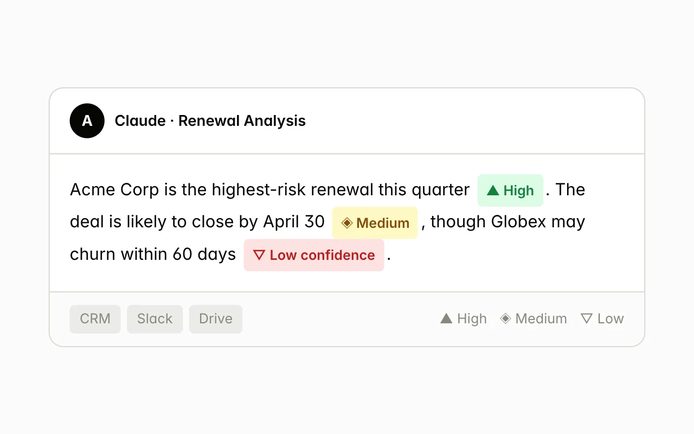 A Claude · Renewal Analysis
Acme Corp is the highest-risk renewal this quarter ▲ High . The
deal is likely to close by April 30 ◈ Medium , though Globex may
churn within 60 days ▽ Low confidence .
CRM Slack Drive ▲ High ◈ Medium ▽ Low